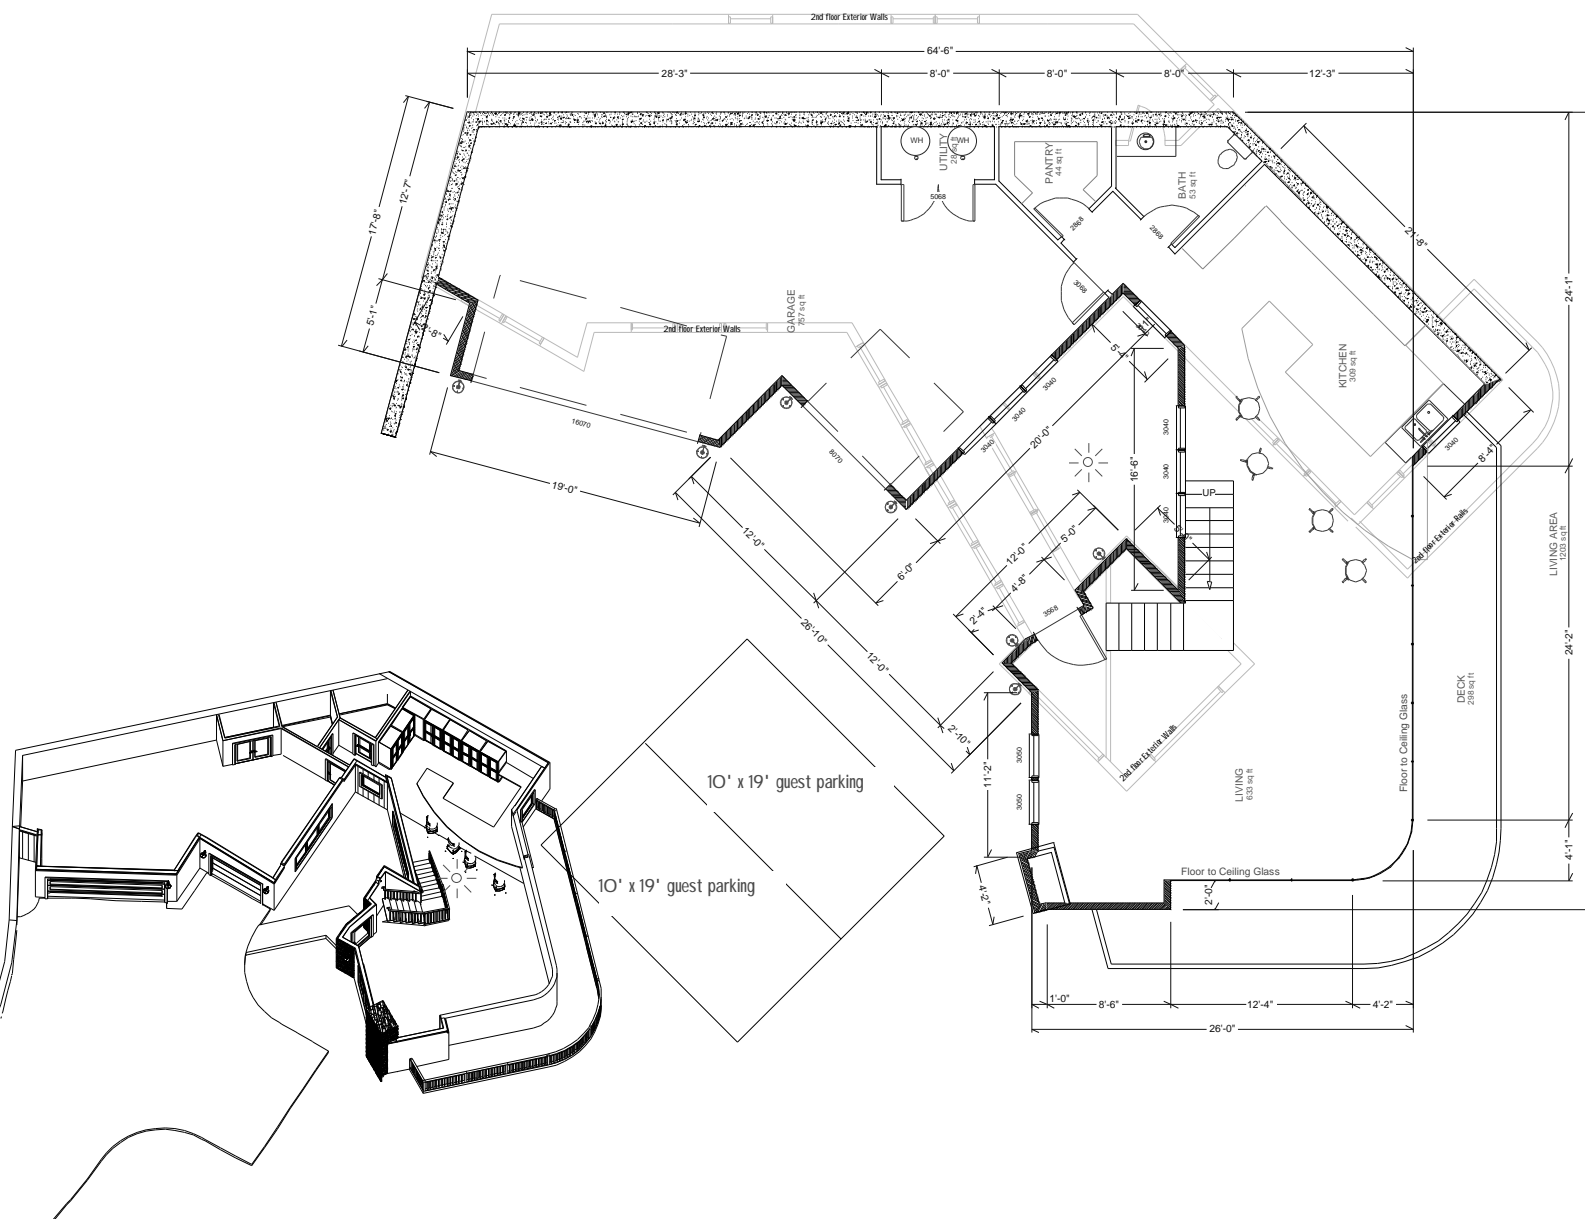 2nd floor Exterior Walls
64'-6"
28'-3"
8'-0"
8'-0"
8'-0"
12'-3"
WH
WH
UTILITY
28 sq ft
PANTRY
44 sq ft
BATH
53 sq ft
5068
2868
2868
3068
12'-7"
17'-8"
5'-1"
21'-8"
24'-1"
GARAGE
757 sq ft
2nd floor Exterior Walls
KITCHEN
309 sq ft
5'-4"
3040
3040
3040
16070
8070
20'-0"
16'-6"
3040
3040
3040
3040
8'-4"
UP
19'-0"
12'-0"
6'-0"
12'-0"
5'-0"
4'-8"
2'-4"
3568
2nd floor Exterior Rails
LIVING AREA
1203 sq ft
26'-10"
12'-0"
2'-10"
24'-2"
DECK
298 sq ft
Floor to Ceiling Glass
2nd floor Exterior Walls
11'-2"
3050
3050
LIVING
633 sq ft
10' x 19' guest parking
10' x 19' guest parking
Floor to Ceiling Glass
4'-1"
4'-2"
2'-0"
1'-0"
8'-6"
12'-4"
4'-2"
26'-0"